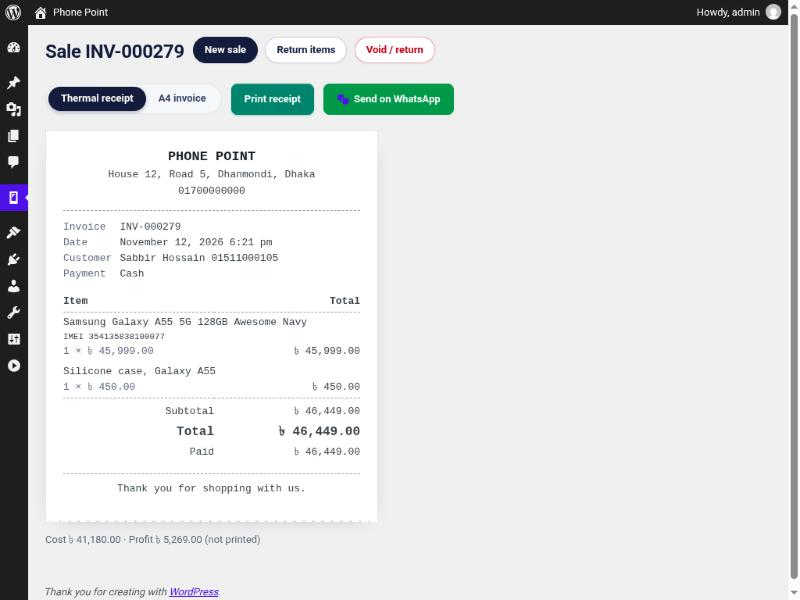 Phone Point
Howdy, admin
Sale INV-000279
New sale
Return items
Void / return
Thermal receipt
A4 invoice
Print receipt
Send on WhatsApp
PHONE POINT
House 12, Road 5, Dhanmondi, Dhaka
01700000000
Invoice INV-000279
Date November 12, 2026 6:21 pm
Customer Sabbir Hossain 01511000105
Payment Cash
Item Total
Samsung Galaxy A55 5G 128GB Awesome Navy
IMEI 354135838100077
1 × ৳ 45,999.00 ৳ 45,999.00
Silicone case, Galaxy A55
1 × ৳ 450.00 ৳ 450.00
Subtotal ৳ 46,449.00
Total ৳ 46,449.00
Paid ৳ 46,449.00
Thank you for shopping with us.
Cost ৳ 41,180.00 · Profit ৳ 5,269.00 (not printed)
Thank you for creating with WordPress.